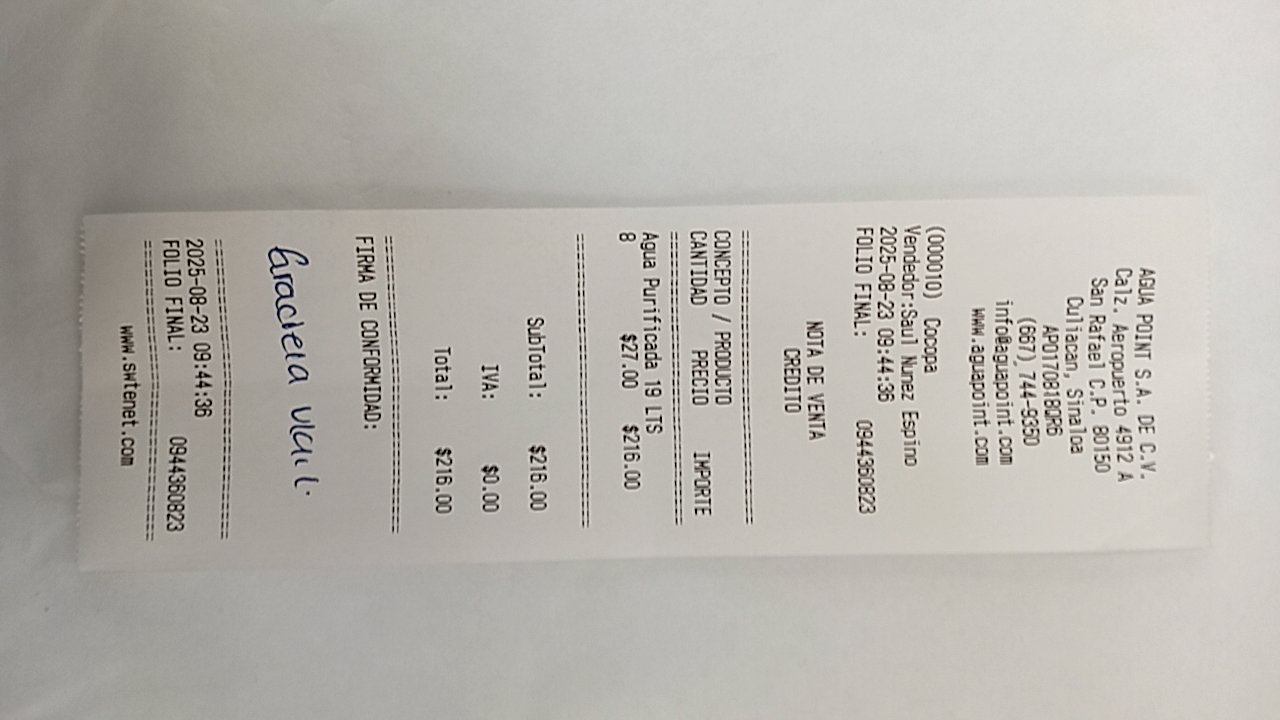 AGUA POINT S.A. DE C.V.
Calz. Aeropuerto 4912 A
San Rafael C.P. 80150
Culiacan, Sinaloa
APO170818QR6
(667), 744-9350
info@aguapoint.com
www.aguapoint.com
(000010) Cocopa
Vendedor:Saul Nunez Espino
2025-08-23 09:44:36
FOLIO FINAL: 0944360823
NOTA DE VENTA
CREDITO
==============================
CONCEPTO / PRODUCTO
CANTIDAD PRECIO IMPORTE
==============================
Agua Purificada 19 LTS
8 $27.00 $216.00
==============================
SubTotal: $216.00
IVA: $0.00
Total: $216.00
==============================
FIRMA DE CONFORMIDAD:
Graciela
==============================
2025-08-23 09:44:36
FOLIO FINAL: 0944360823
==============================
www.swtenet.com